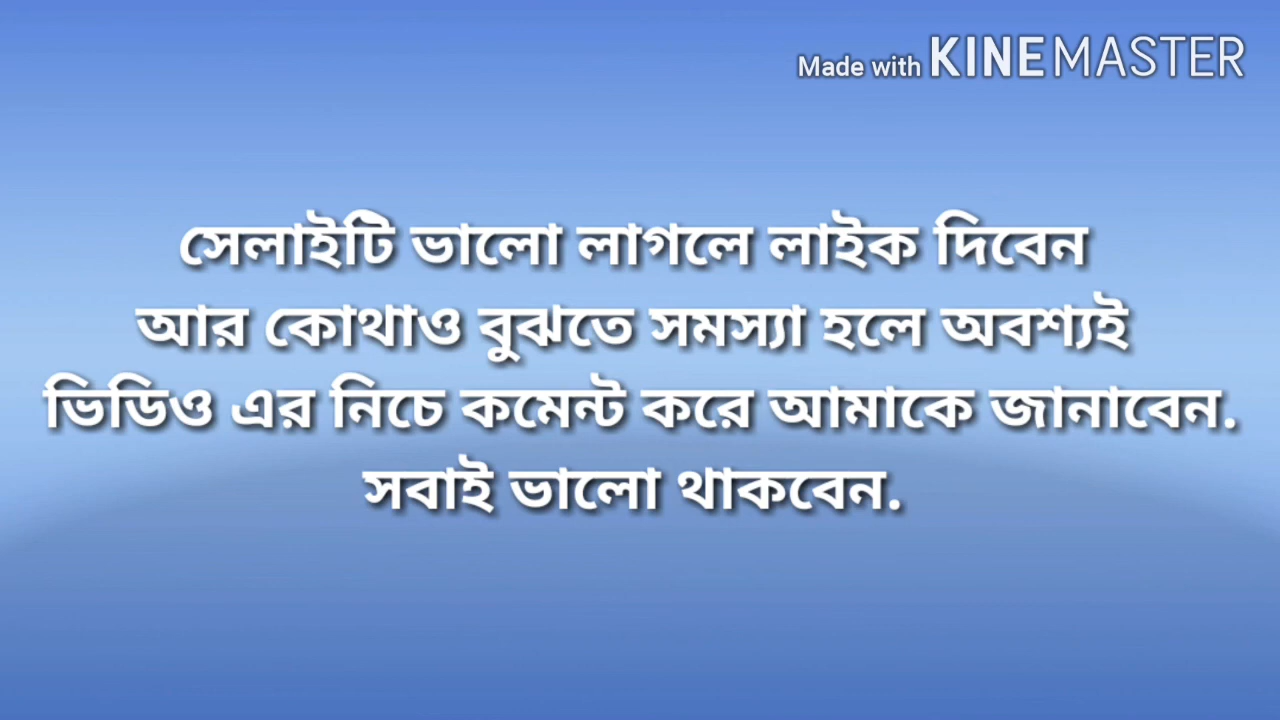 Made with KINEMASTER
সেলাইটি ভালো লাগলে লাইক দিবেন
আর কোথাও বুঝতে সমস্যা হলে অবশ্যই
ভিডিও এর নিচে কমেন্ট করে আমাকে জানাবেন.
সবাই ভালো থাকবেন.